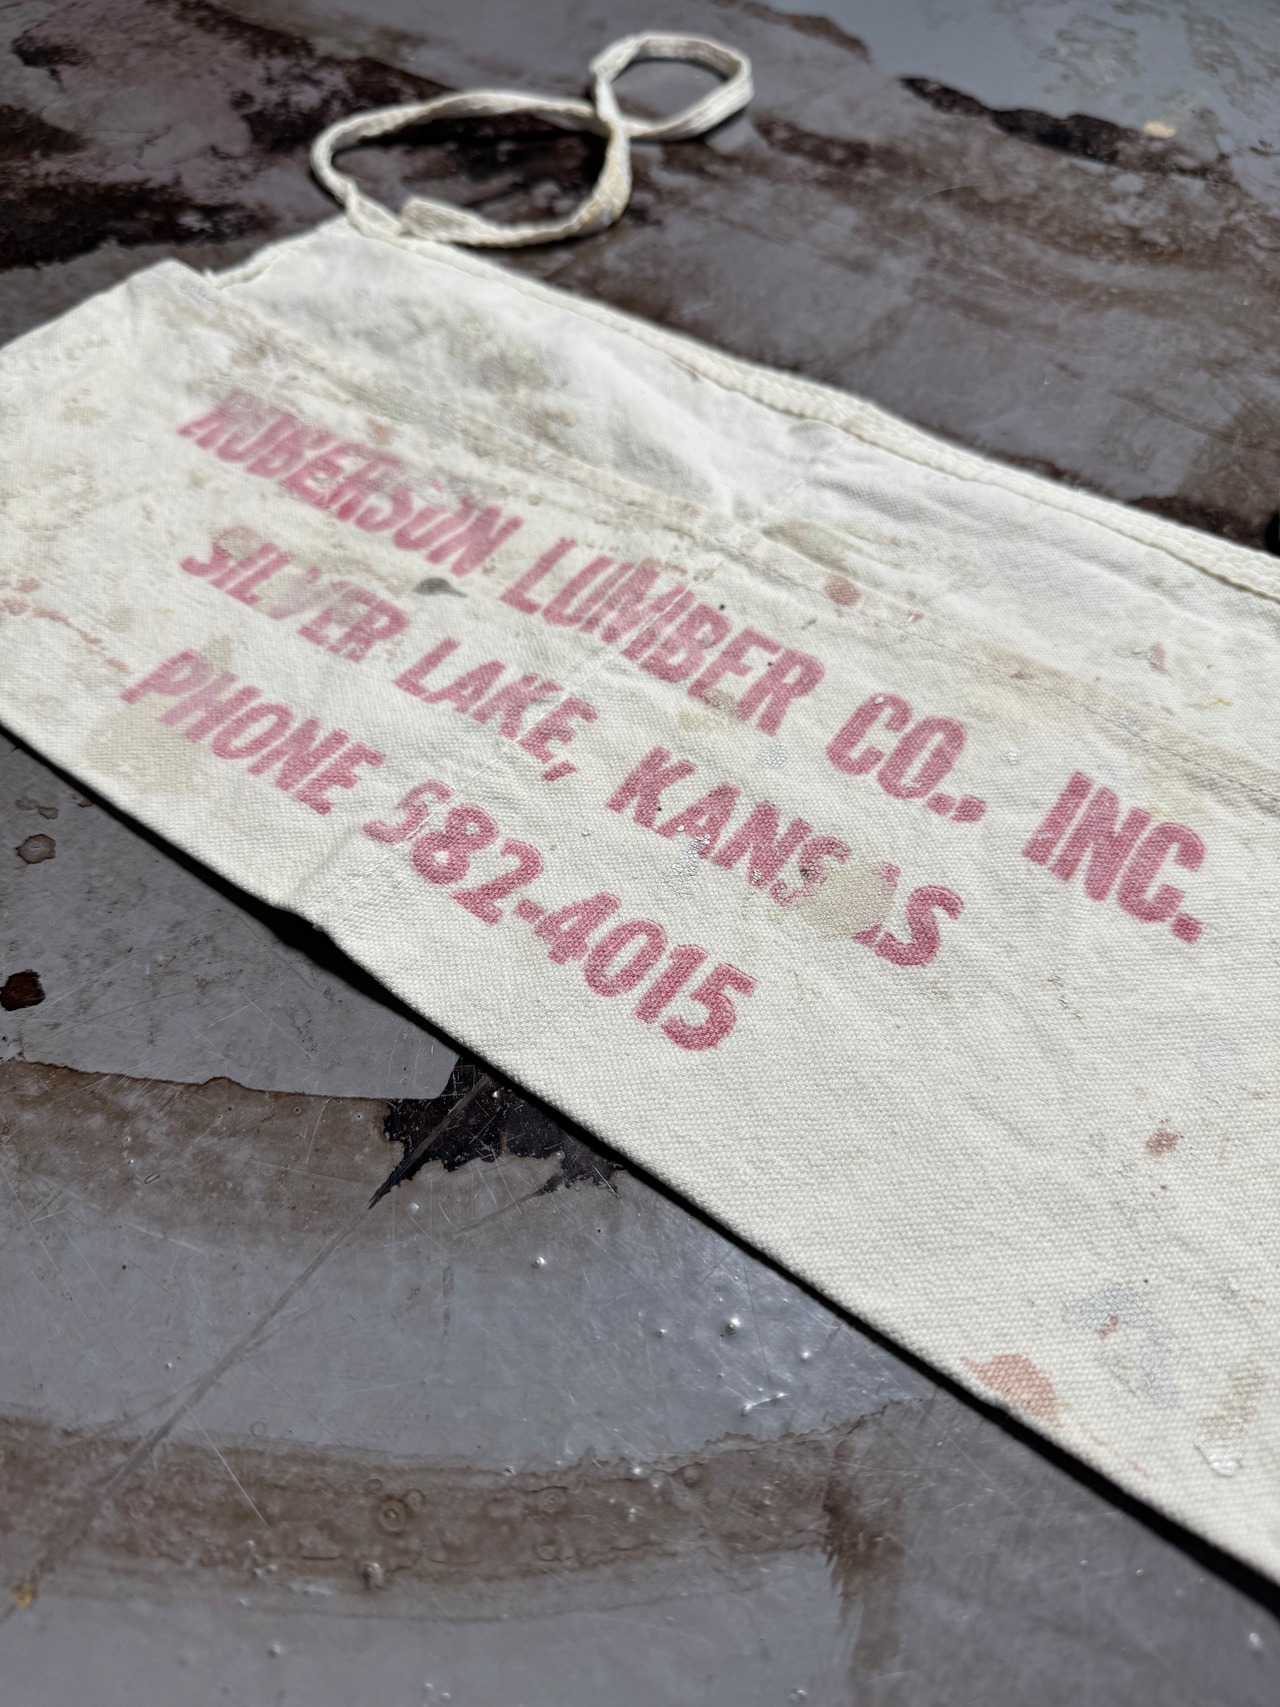 ROBERSON LUMBER CO., INC.
SILVER LAKE, KANSAS
PHONE 582-4015